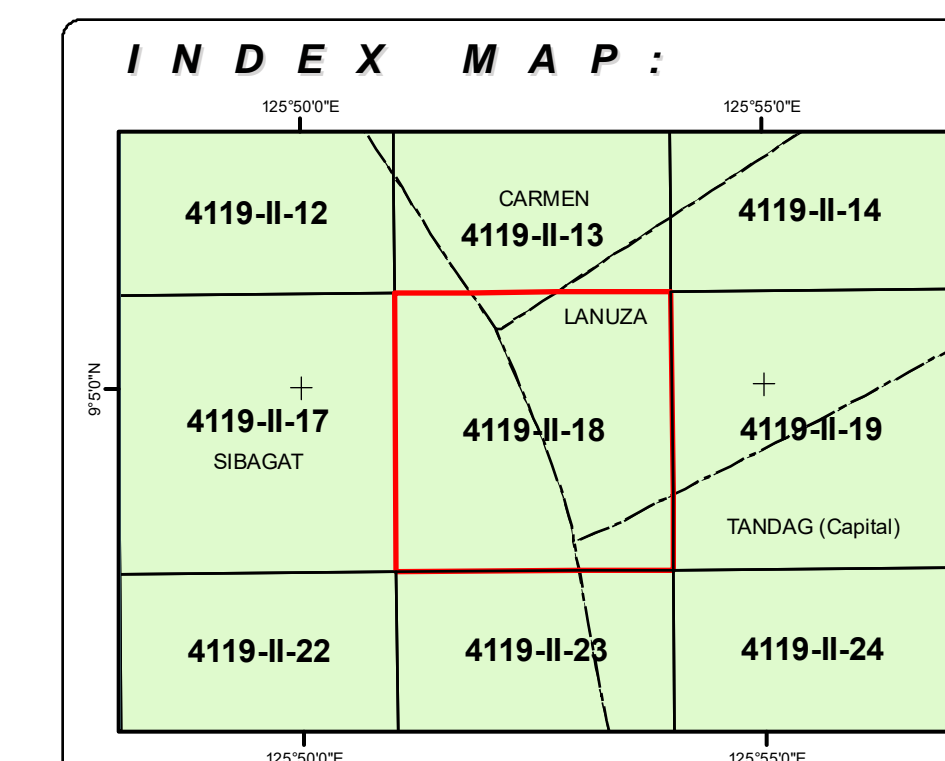 INDEX MAP:
125°50'0"E 125°55'0"E
4119-II-12 CARMEN 4119-II-14
4119-II-13
LANUZA
9°5'0"N
4119-II-17 4119-II-18 4119-II-19
SIBAGAT
TANDAG (Capital)
4119-II-22 4119-II-23 4119-II-24
125°50'0"E 125°55'0"E